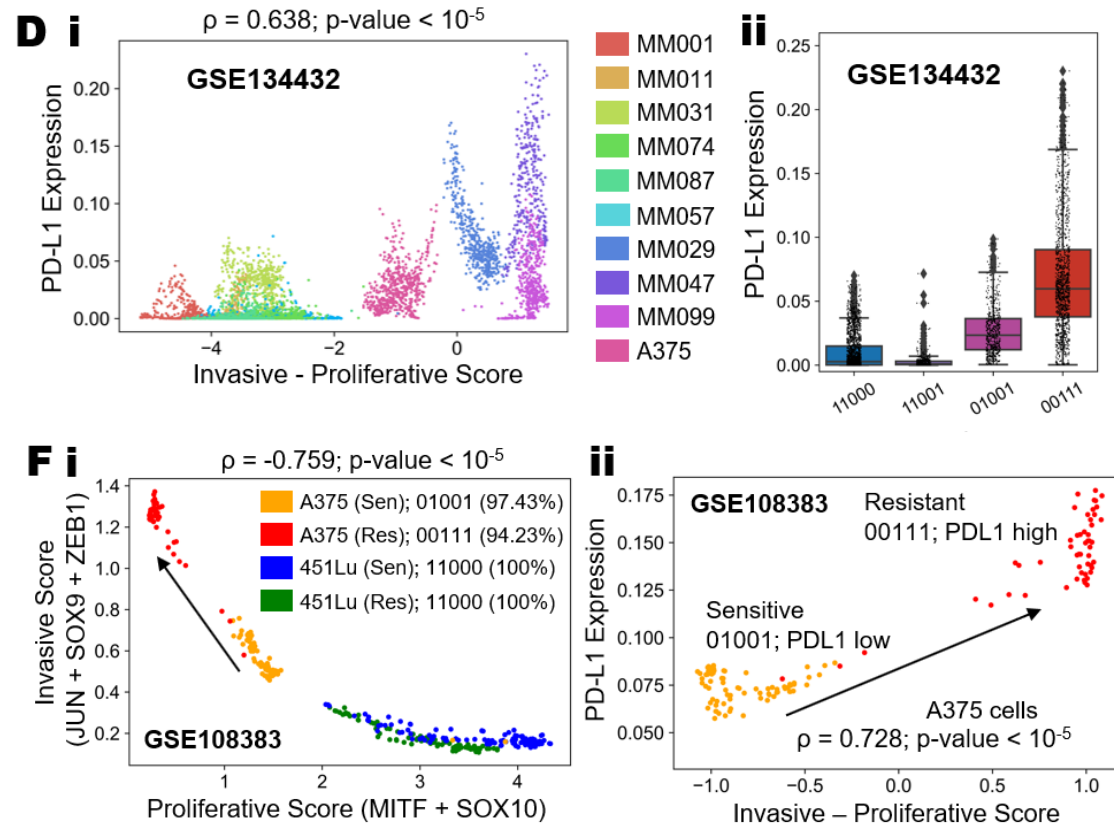 D i
ρ = 0.638; p-value < 10⁻⁵
GSE134432
PD-L1 Expression
0.20
0.15
0.10
0.05
0.00
−4
−2
0
Invasive - Proliferative Score
MM001
MM011
MM031
MM074
MM087
MM057
MM029
MM047
MM099
A375
ii
GSE134432
PD-L1 Expression
0.25
0.20
0.15
0.10
0.05
0.00
11000
11001
01001
00111
F i
ρ = -0.759; p-value < 10⁻⁵
Invasive Score
(JUN + SOX9 + ZEB1)
1.4
1.2
1.0
0.8
0.6
0.4
0.2
A375 (Sen); 01001 (97.43%)
A375 (Res); 00111 (94.23%)
451Lu (Sen); 11000 (100%)
451Lu (Res); 11000 (100%)
GSE108383
1
2
3
4
Proliferative Score (MITF + SOX10)
ii
GSE108383
PD-L1 Expression
0.175
0.150
0.125
0.100
0.075
0.050
Resistant
00111; PDL1 high
Sensitive
01001; PDL1 low
A375 cells
ρ = 0.728; p-value < 10⁻⁵
−1.0
−0.5
0.0
0.5
1.0
Invasive – Proliferative Score